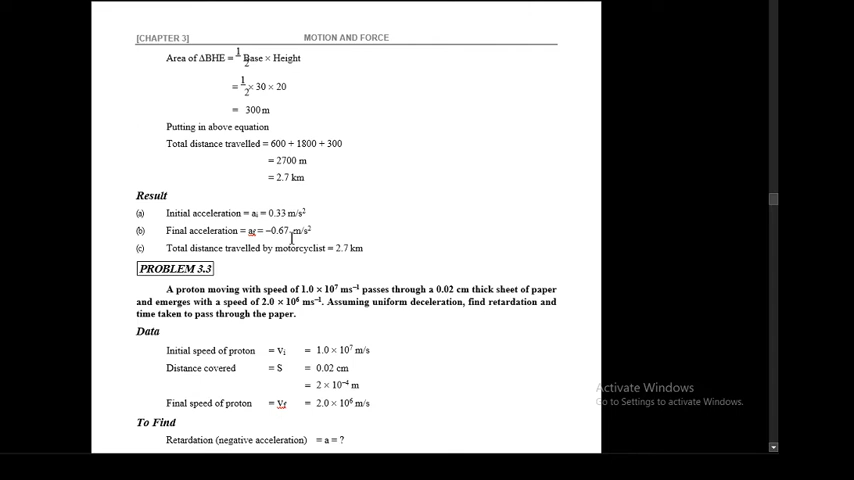 [CHAPTER 3] MOTION AND FORCE
Area of ΔBHE = 1/2 Base × Height
= 1/2 × 30 × 20
= 300 m
Putting in above equation
Total distance travelled = 600 + 1800 + 300
= 2700 m
= 2.7 km
Result
(a) Initial acceleration = aᵢ = 0.33 m/s²
(b) Final acceleration = a_f = –0.67 m/s²
(c) Total distance travelled by motorcyclist = 2.7 km
PROBLEM 3.3
A proton moving with speed of 1.0 × 10⁷ ms⁻¹ passes through a 0.02 cm thick sheet of paper
and emerges with a speed of 2.0 × 10⁶ ms⁻¹. Assuming uniform deceleration, find retardation and
time taken to pass through the paper.
Data
Initial speed of proton = vᵢ = 1.0 × 10⁷ m/s
Distance covered = S = 0.02 cm
= 2 × 10⁻⁴ m
Final speed of proton = v_f = 2.0 × 10⁶ m/s
To Find
Retardation (negative acceleration) = a = ?
Activate Windows
Go to Settings to activate Windows.